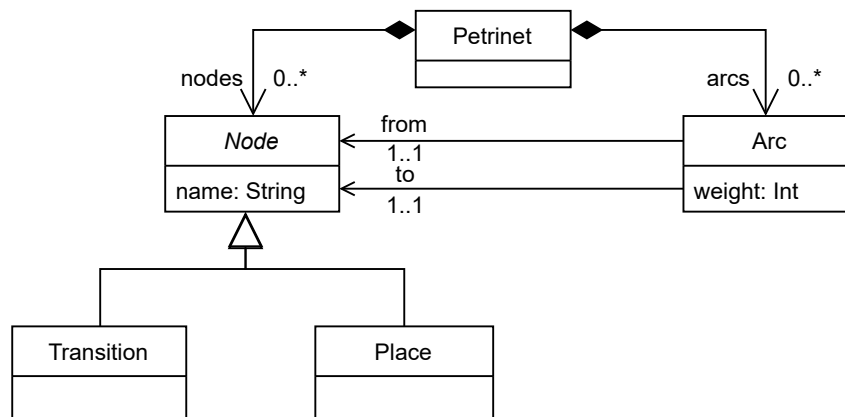 Petrinet
nodes
0..*
arcs
0..*
Node
from
1..1
Arc
name: String
to
1..1
weight: Int
Transition
Place